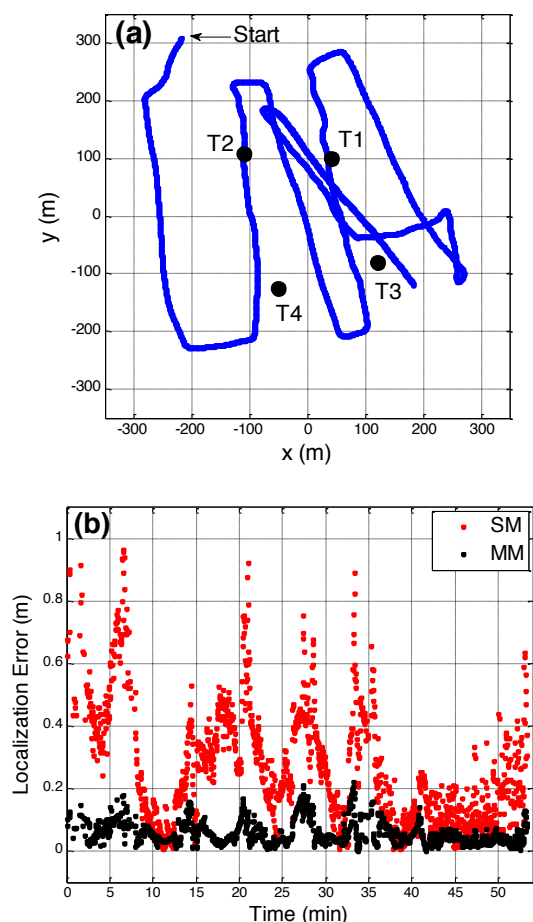 (a)
Start
300
200
100
0
-100
-200
-300
y (m)
T2
T1
T3
T4
-300 -200 -100 0 100 200 300
x (m)
(b)
SM
MM
1
0.8
0.6
0.4
0.2
0
Localization Error (m)
0 5 10 15 20 25 30 35 40 45 50
Time (min)